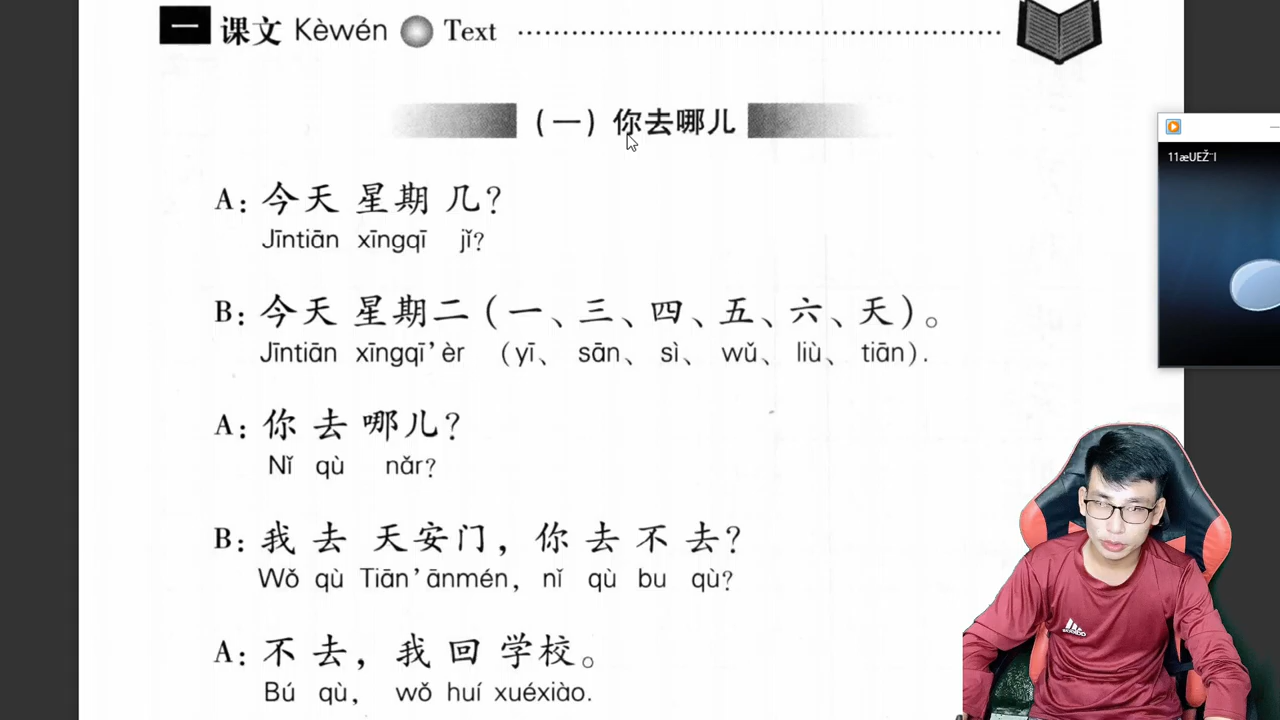 一 课文 Kèwén Text
(一) 你去哪儿
A: 今天 星期 几?
Jīntiān xīngqī jǐ?
B: 今天 星期二 (一、三、四、五、六、天)。
Jīntiān xīngqī’èr (yī、 sān、 sì、 wǔ、 liù、 tiān).
A: 你 去 哪儿?
Nǐ qù nǎr?
B: 我 去 天安门, 你 去 不 去?
Wǒ qù Tiān’ānmén, nǐ qù bu qù?
A: 不 去, 我 回 学校。
Bú qù, wǒ huí xuéxiào.
11æUEŽ¨I
adidas